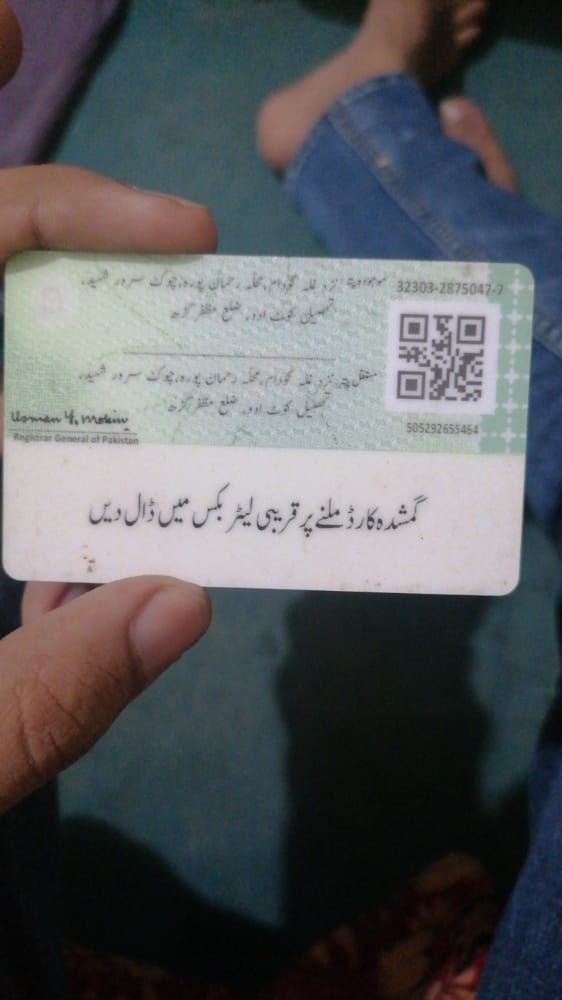 موجودہ پتہ: نزد غلہ گودام، محلہ رحمان پورہ، چوک سرور شہید،
تحصیل کوٹ ادو، ضلع مظفر گڑھ
32303-2875047-7
مستقل پتہ: نزد غلہ گودام، محلہ رحمان پورہ، چوک سرور شہید،
تحصیل کوٹ ادو، ضلع مظفر گڑھ
505292655464
Usman Y. Mobin
Registrar General of Pakistan
گمشدہ کارڈ ملنے پر قریبی لیٹر بکس میں ڈال دیں